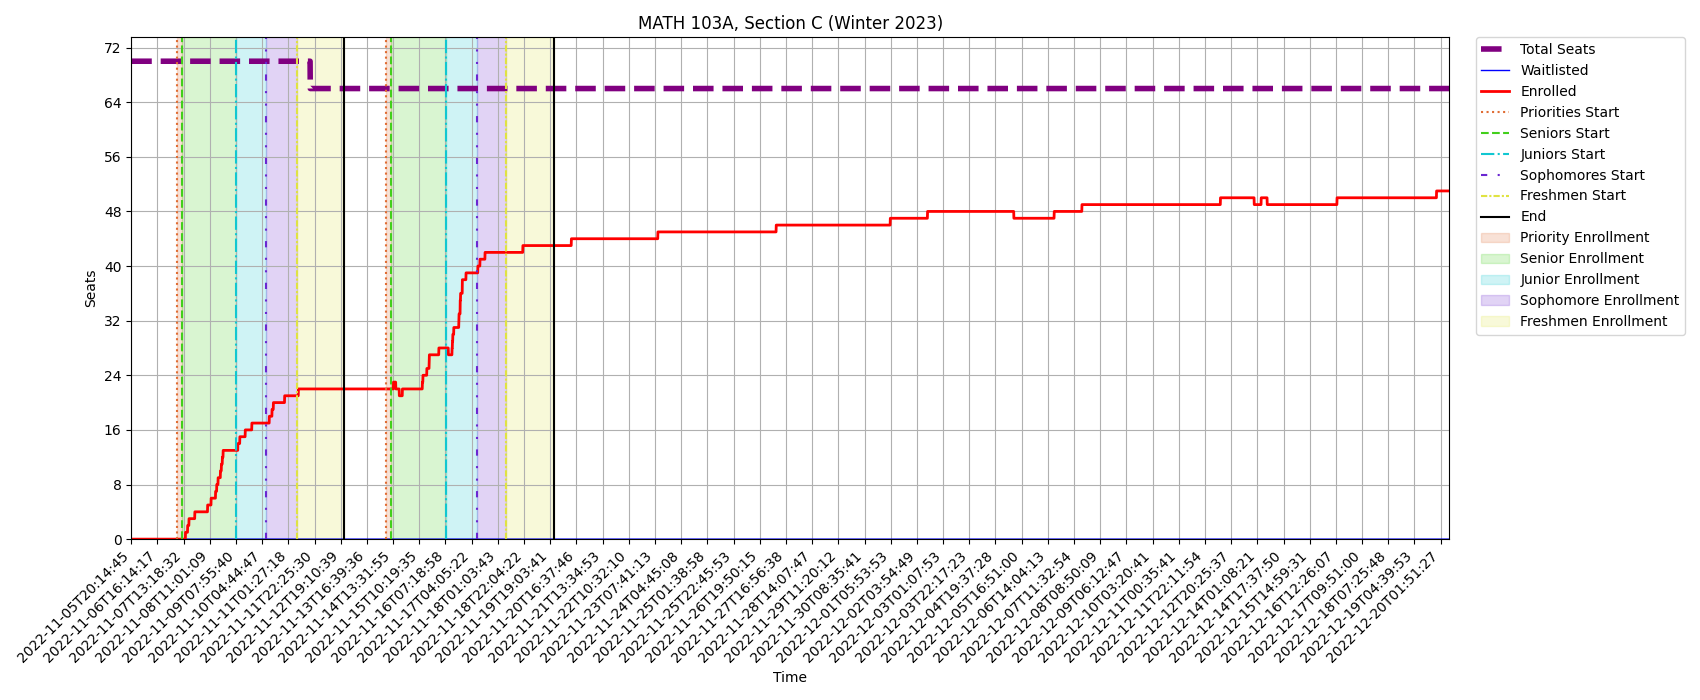 MATH 103A, Section C (Winter 2023)
72
64
56
48
40
32
24
16
8
0
Seats
2022-11-05T20:14:45
2022-11-06T16:14:17
2022-11-07T13:18:32
2022-11-08T11:01:09
2022-11-09T07:55:40
2022-11-10T04:44:47
2022-11-11T01:27:18
2022-11-11T22:25:30
2022-11-12T19:10:39
2022-11-13T16:39:36
2022-11-14T13:31:55
2022-11-15T10:19:35
2022-11-16T07:18:58
2022-11-17T04:05:22
2022-11-18T01:03:43
2022-11-18T22:04:22
2022-11-19T19:03:41
2022-11-20T16:37:46
2022-11-21T13:34:53
2022-11-22T10:32:10
2022-11-23T07:41:13
2022-11-24T04:45:08
2022-11-25T01:38:58
2022-11-25T22:45:53
2022-11-26T19:50:15
2022-11-27T16:56:38
2022-11-28T14:07:47
2022-11-29T11:20:12
2022-11-30T08:35:41
2022-12-01T05:53:53
2022-12-02T03:54:49
2022-12-03T01:07:53
2022-12-03T22:17:23
2022-12-04T19:37:28
2022-12-05T16:51:00
2022-12-06T14:04:13
2022-12-07T11:32:54
2022-12-08T08:50:09
2022-12-09T06:12:47
2022-12-10T03:20:41
2022-12-11T00:35:41
2022-12-11T22:11:54
2022-12-12T20:25:37
2022-12-14T01:08:21
2022-12-14T17:37:50
2022-12-15T14:59:31
2022-12-16T12:26:07
2022-12-17T09:51:00
2022-12-18T07:25:48
2022-12-19T04:39:53
2022-12-20T01:51:27
Time
Total Seats
Waitlisted
Enrolled
Priorities Start
Seniors Start
Juniors Start
Sophomores Start
Freshmen Start
End
Priority Enrollment
Senior Enrollment
Junior Enrollment
Sophomore Enrollment
Freshmen Enrollment